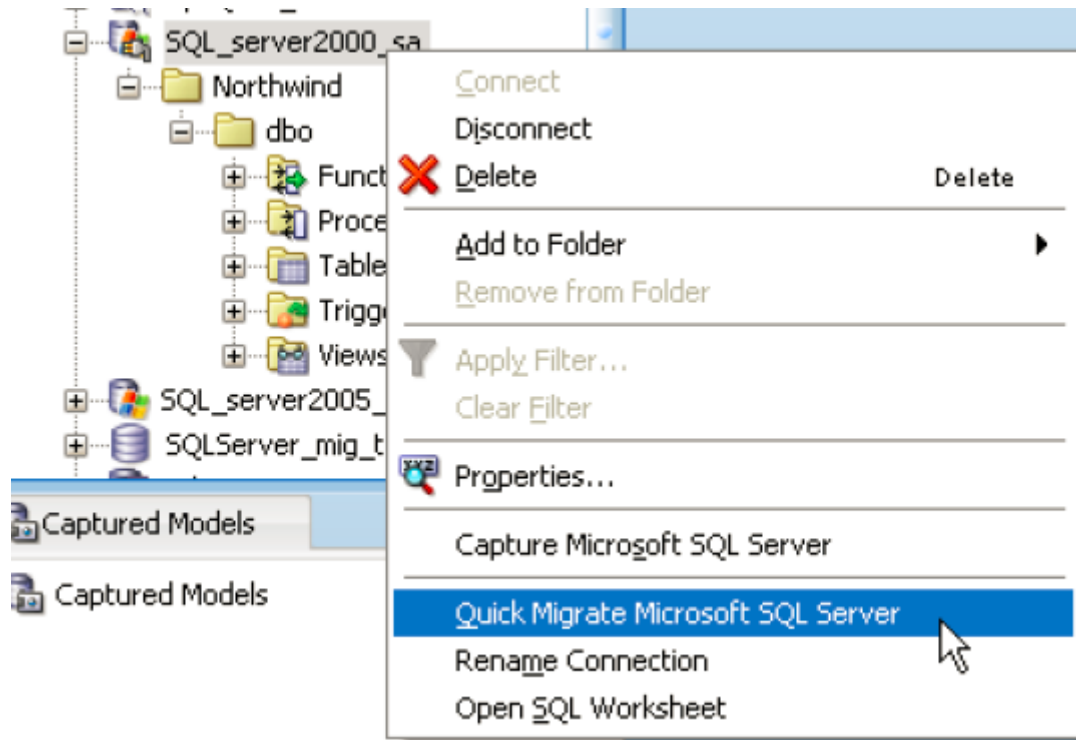 SQL_server2000_sa
Northwind
dbo
Funct
Proce
Table
Trigg
Views
SQL_server2005_
SQLServer_mig_t
Captured Models
Captured Models
Connect
Disconnect
Delete Delete
Add to Folder
Remove from Folder
Apply Filter...
Clear Filter
XYZ
Properties...
Capture Microsoft SQL Server
Quick Migrate Microsoft SQL Server
Rename Connection
Open SQL Worksheet